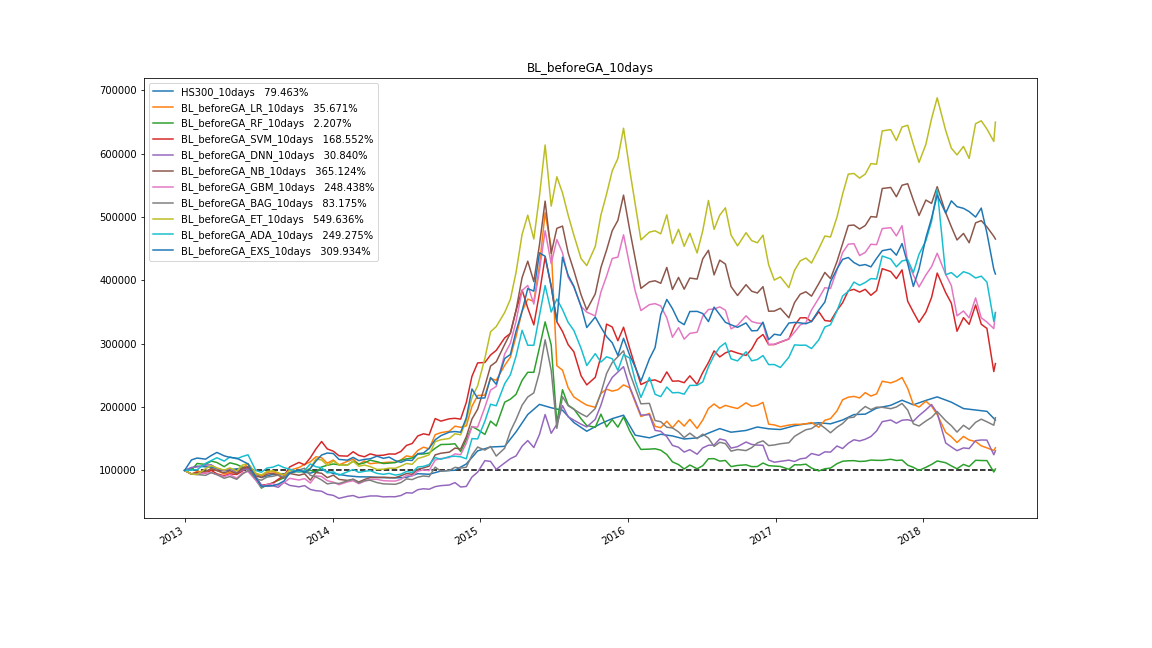 BL_beforeGA_10days
700000
600000
500000
400000
300000
200000
100000
HS300_10days 79.463%
BL_beforeGA_LR_10days 35.671%
BL_beforeGA_RF_10days 2.207%
BL_beforeGA_SVM_10days 168.552%
BL_beforeGA_DNN_10days 30.840%
BL_beforeGA_NB_10days 365.124%
BL_beforeGA_GBM_10days 248.438%
BL_beforeGA_BAG_10days 83.175%
BL_beforeGA_ET_10days 549.636%
BL_beforeGA_ADA_10days 249.275%
BL_beforeGA_EXS_10days 309.934%
2013
2014
2015
2016
2017
2018